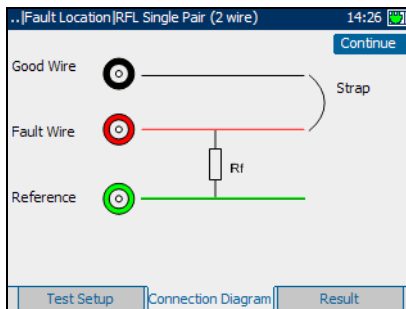 ..|Fault Location|RFL Single Pair (2 wire) 14:26
Continue
Good Wire
Strap
Fault Wire
Rf
Reference
Test Setup Connection Diagram Result